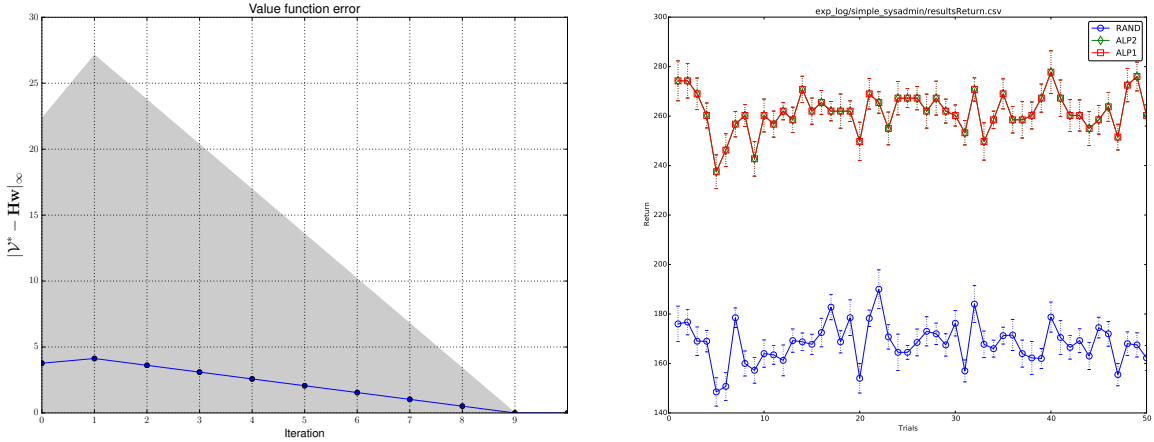 Value function error
30
25
20
15
10
5
0
|𝒱* − Hw|∞
0 1 2 3 4 5 6 7 8 9
Iteration
exp_log/simple_sysadmin/resultsReturn.csv
300
280
260
240
220
200
180
160
140
Return
RAND
ALP2
ALP1
0 10 20 30 40 50
Trials